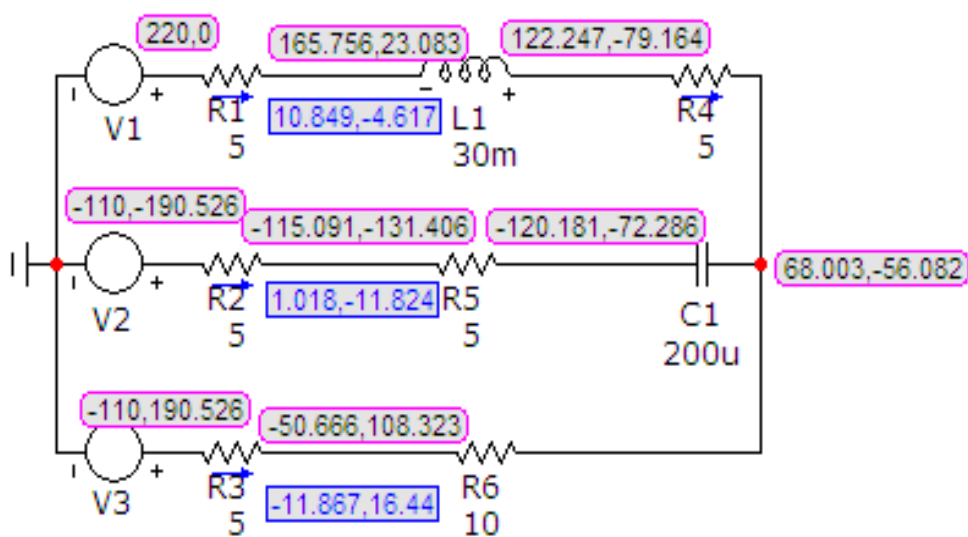 220,0
165.756,23.083
122.247,-79.164
V1
R1
5
10.849,-4.617
L1
30m
R4
5
-110,-190.526
-115.091,-131.406
-120.181,-72.286
68.003,-56.082
V2
R2
5
1.018,-11.824
R5
5
C1
200u
-110,190.526
-50.666,108.323
V3
R3
5
-11.867,16.44
R6
10